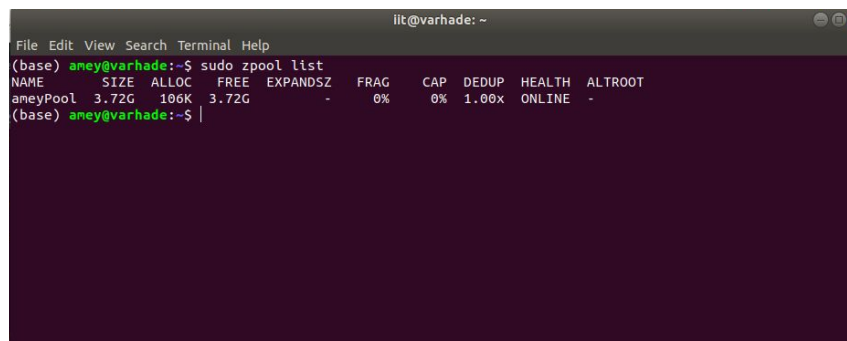 iit@varhade: ~
File Edit View Search Terminal Help
(base) amey@varhade:~$ sudo zpool list
NAME SIZE ALLOC FREE EXPANDSZ FRAG CAP DEDUP HEALTH ALTROOT
ameyPool 3.72G 106K 3.72G - 0% 0% 1.00x ONLINE -
(base) amey@varhade:~$